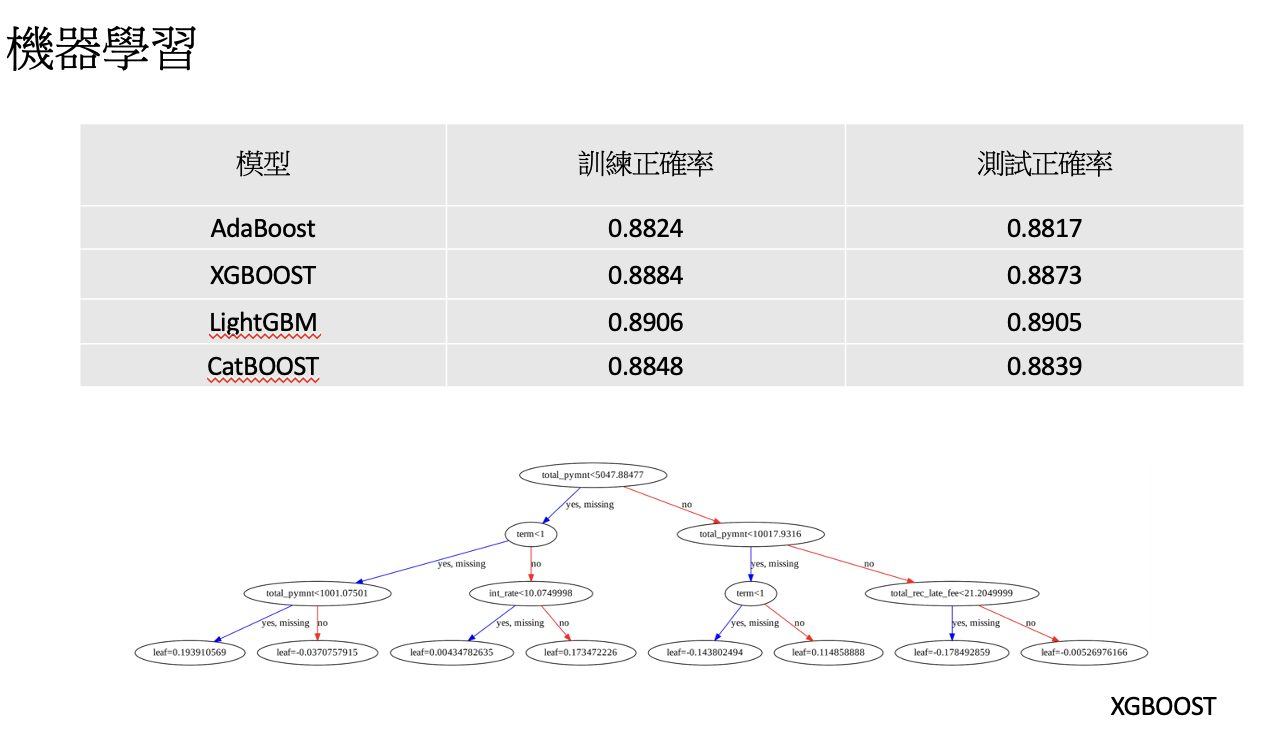 機器學習
模型 訓練正確率 測試正確率
AdaBoost 0.8824 0.8817
XGBOOST 0.8884 0.8873
LightGBM 0.8906 0.8905
CatBOOST 0.8848 0.8839
total_pymnt<5047.88477
yes, missing no
term<1 total_pymnt<10017.9316
yes, missing no yes, missing no
total_pymnt<1001.07501 int_rate<10.0749998 term<1 total_rec_late_fee<21.2049999
yes, missing no yes, missing no yes, missing no yes, missing no
leaf=0.193910569 leaf=-0.0370757915 leaf=0.00434782635 leaf=0.173472226 leaf=-0.143802494 leaf=0.114858888 leaf=-0.178492859 leaf=-0.00526976166
XGBOOST